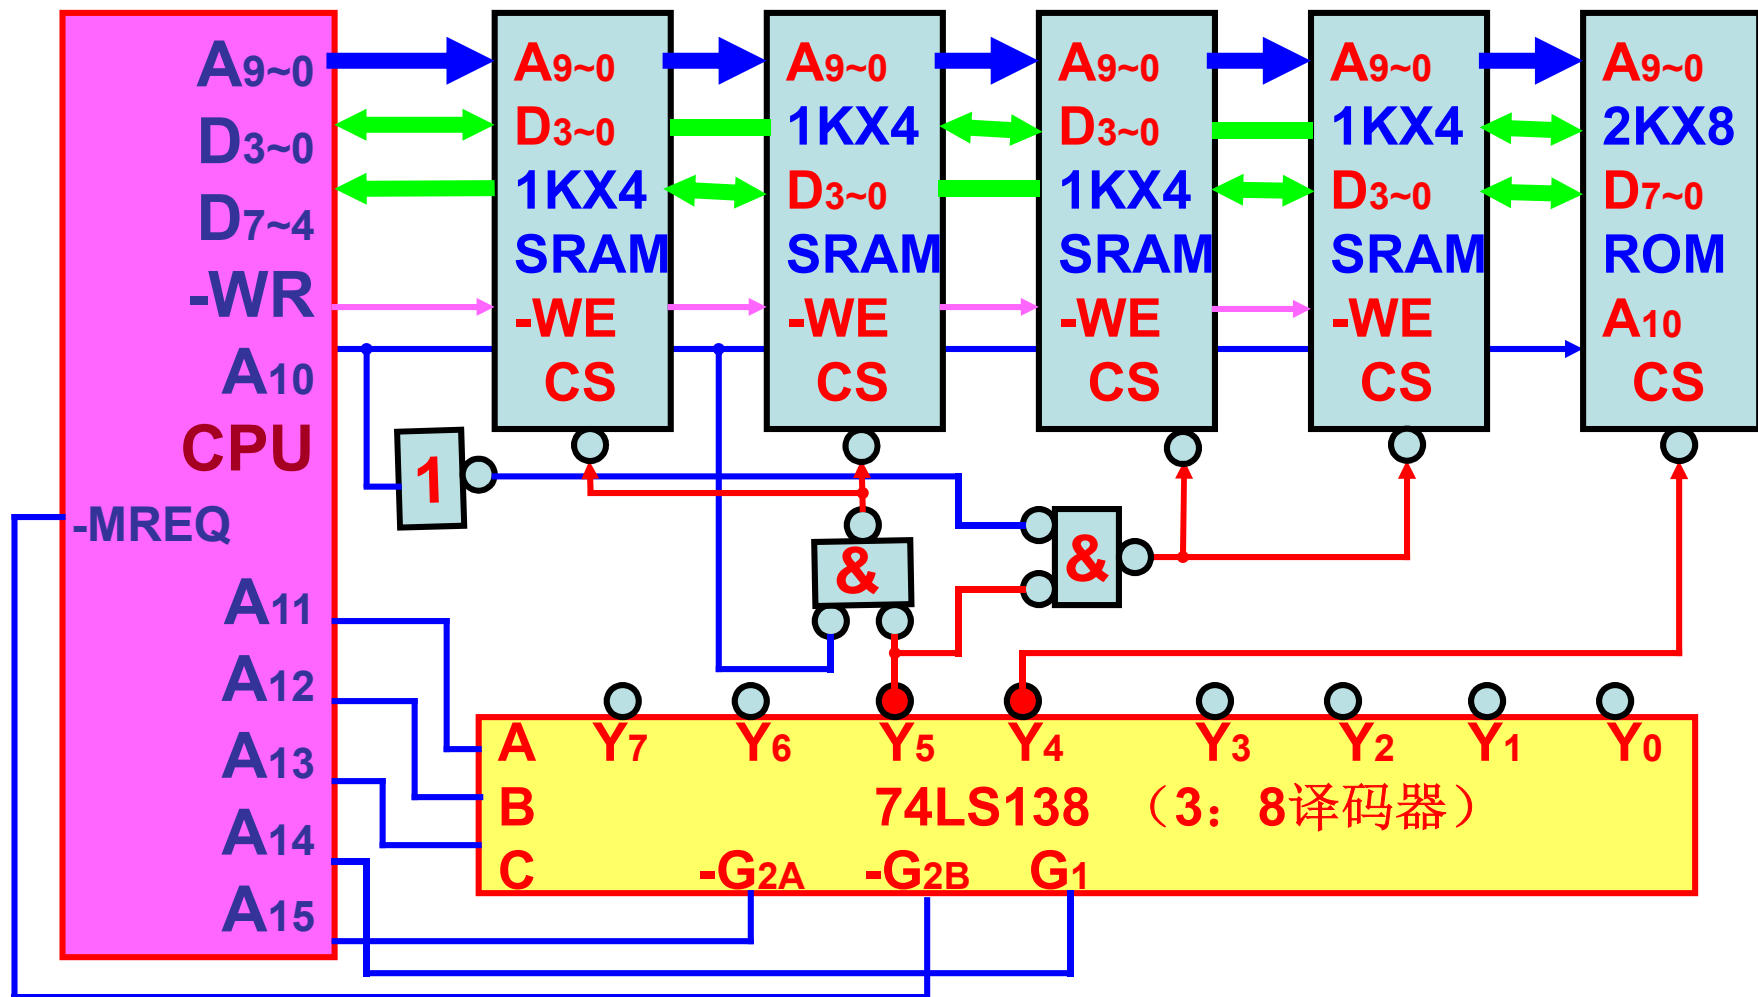 A9~0
D3~0
D7~4
-WR
A10
CPU
-MREQ
A11
A12
A13
A14
A15
A9~0
D3~0
1KX4
SRAM
-WE
CS
A9~0
1KX4
D3~0
SRAM
-WE
CS
A9~0
D3~0
1KX4
SRAM
-WE
CS
A9~0
1KX4
D3~0
SRAM
-WE
CS
A9~0
2KX8
D7~0
ROM
A10
CS
1
&
&
A Y7 Y6 Y5 Y4 Y3 Y2 Y1 Y0
B 74LS138 （3：8译码器）
C -G2A -G2B G1